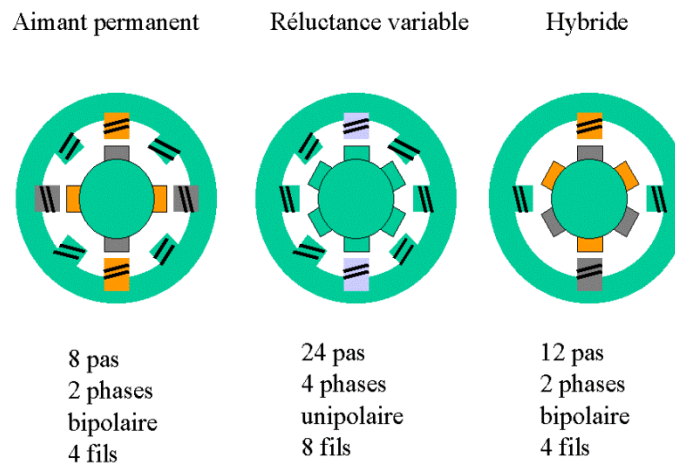 Aimant permanent
Réluctance variable
Hybride
8 pas
2 phases
bipolaire
4 fils
24 pas
4 phases
unipolaire
8 fils
12 pas
2 phases
bipolaire
4 fils